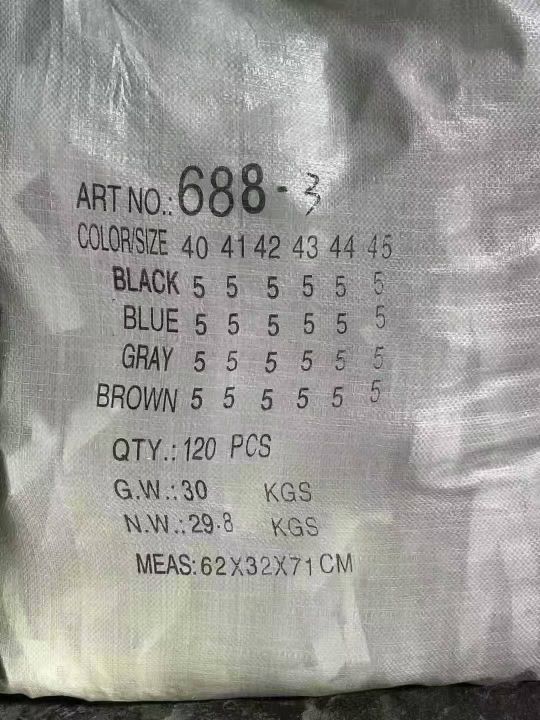 ART NO.: 688-3
COLOR/SIZE 40 41 42 43 44 45
BLACK 5 5 5 5 5 5
BLUE 5 5 5 5 5 5
GRAY 5 5 5 5 5 5
BROWN 5 5 5 5 5 5
QTY.: 120 PCS
G.W.: 30 KGS
N.W.: 29.8 KGS
MEAS: 62X32X71 CM